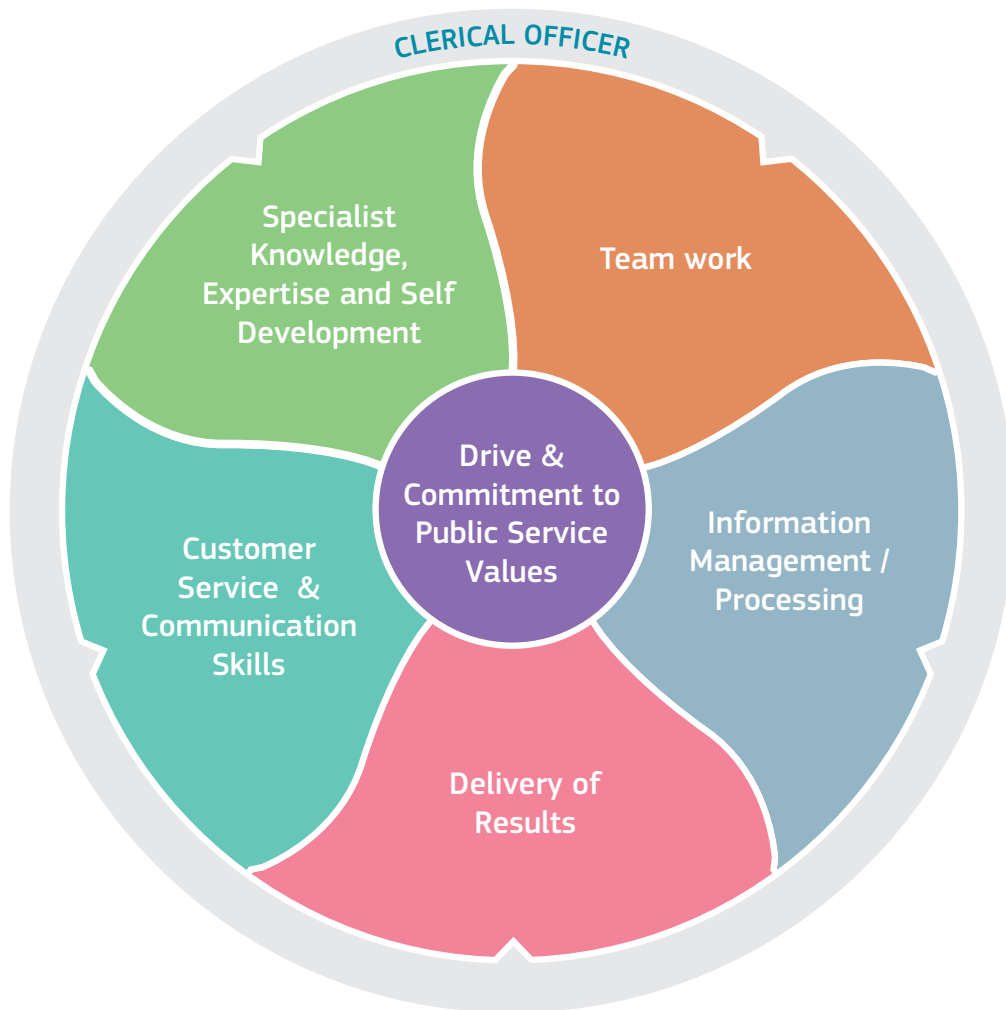 CLERICAL OFFICER
Specialist
Knowledge,
Expertise and Self
Development
Team work
Drive &
Commitment to
Public Service
Values
Information
Management /
Processing
Customer
Service &
Communication
Skills
Delivery of
Results